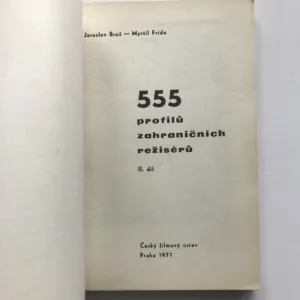 Jaroslav Brož — Myrtil Frída
555
profilů
zahraničních
režisérů
II. díl
Český filmový ústav
Praha 1971